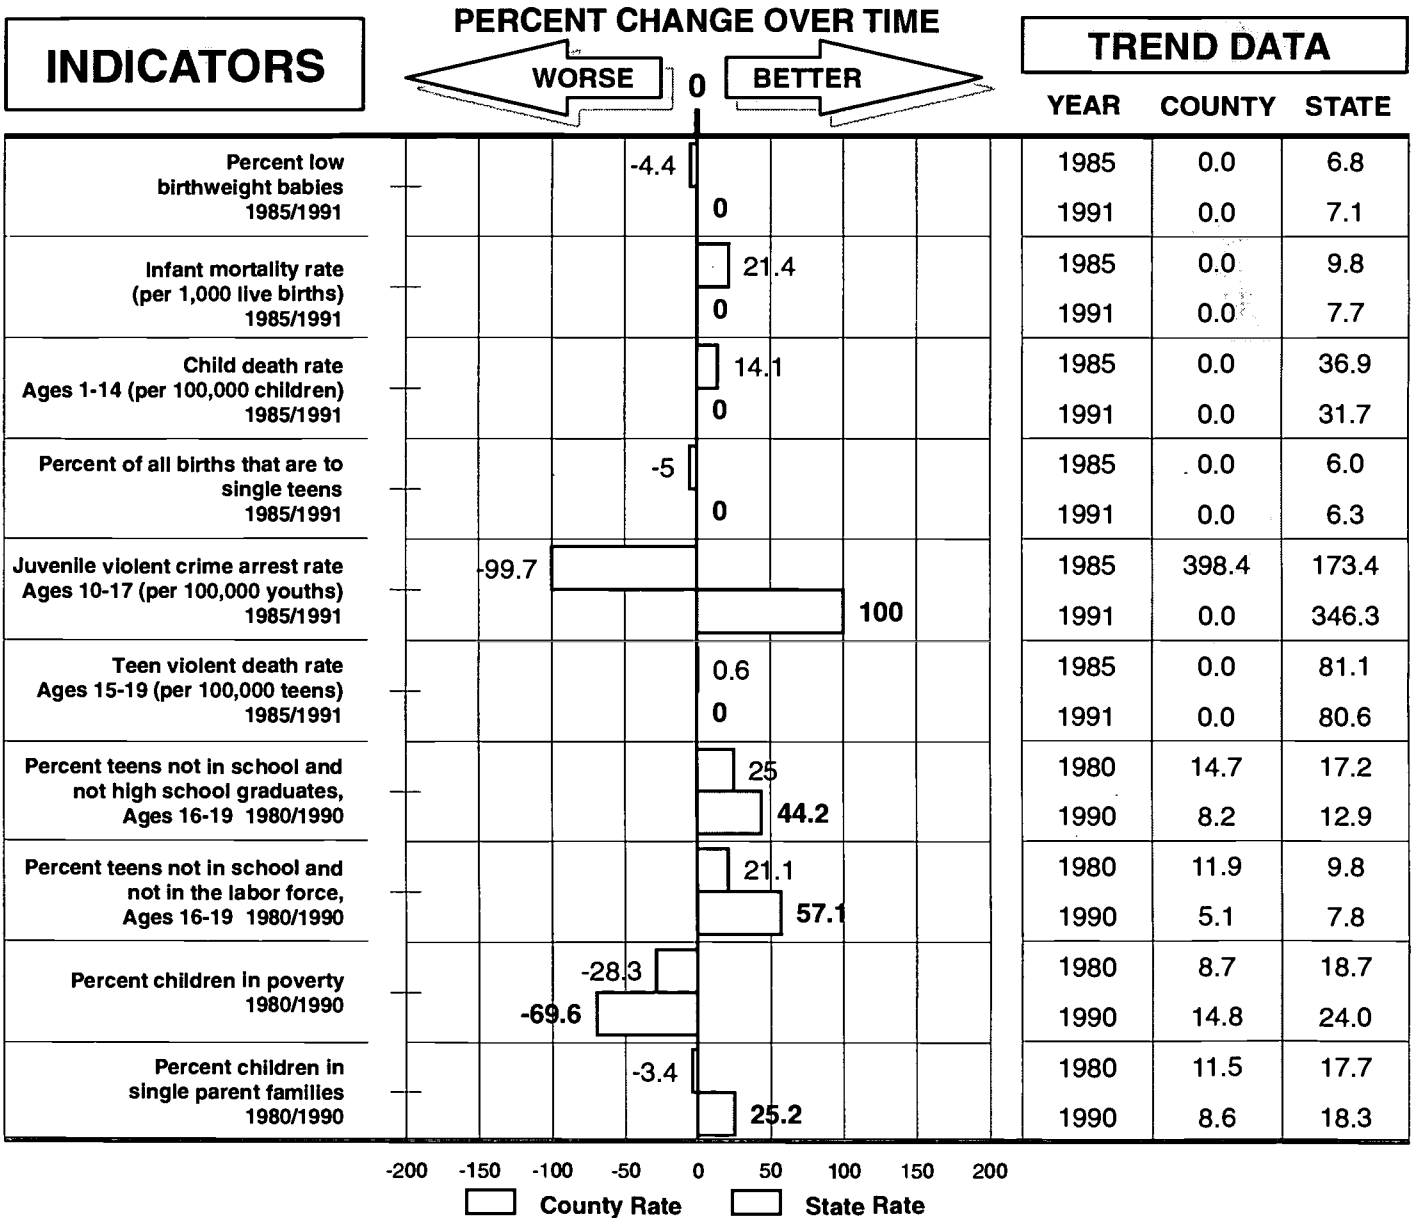 PERCENT CHANGE OVER TIME
INDICATORS
WORSE
0
BETTER
TREND DATA
YEAR COUNTY STATE
Percent low
birthweight babies
1985/1991
-4.4
0
1985 0.0 6.8
1991 0.0 7.1
Infant mortality rate
(per 1,000 live births)
1985/1991
21.4
0
1985 0.0 9.8
1991 0.0 7.7
Child death rate
Ages 1-14 (per 100,000 children)
1985/1991
14.1
0
1985 0.0 36.9
1991 0.0 31.7
Percent of all births that are to
single teens
1985/1991
-5
0
1985 0.0 6.0
1991 0.0 6.3
Juvenile violent crime arrest rate
Ages 10-17 (per 100,000 youths)
1985/1991
-99.7
100
1985 398.4 173.4
1991 0.0 346.3
Teen violent death rate
Ages 15-19 (per 100,000 teens)
1985/1991
0.6
0
1985 0.0 81.1
1991 0.0 80.6
Percent teens not in school and
not high school graduates,
Ages 16-19 1980/1990
25
44.2
1980 14.7 17.2
1990 8.2 12.9
Percent teens not in school and
not in the labor force,
Ages 16-19 1980/1990
21.1
57.1
1980 11.9 9.8
1990 5.1 7.8
Percent children in poverty
1980/1990
-28.3
-69.6
1980 8.7 18.7
1990 14.8 24.0
Percent children in
single parent families
1980/1990
-3.4
25.2
1980 11.5 17.7
1990 8.6 18.3
-200 -150 -100 -50 0 50 100 150 200
County Rate State Rate